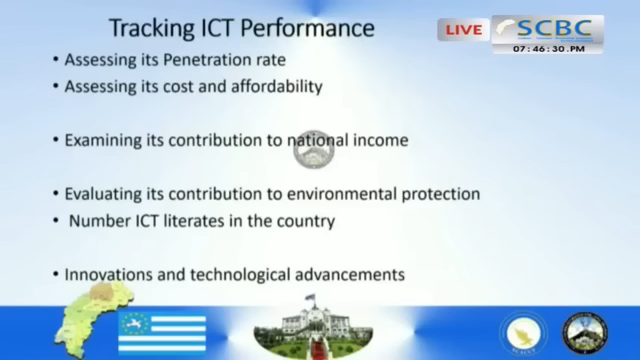 Tracking ICT Performance
LIVE
SCBC
07:46:30.PM
• Assessing its Penetration rate
• Assessing its cost and affordability
• Examining its contribution to national income
• Evaluating its contribution to environmental protection
• Number ICT literates in the country
• Innovations and technological advancements